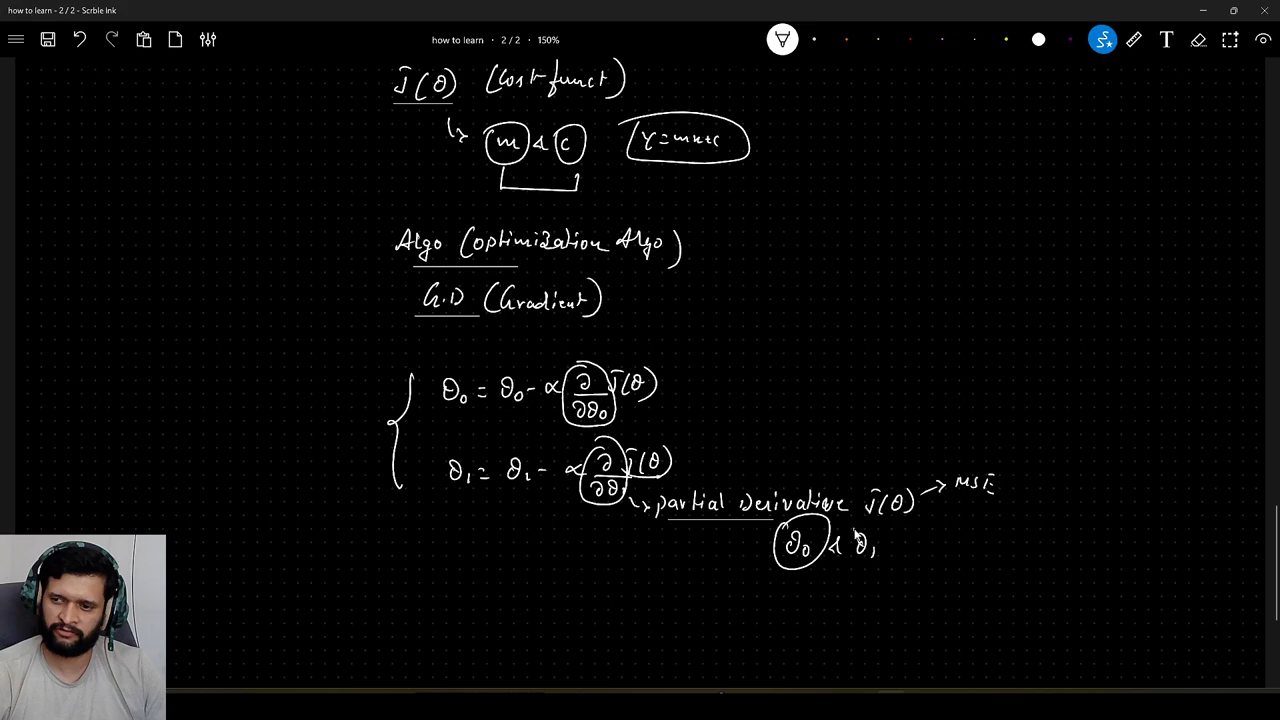 how to learn - 2 / 2 - Scrble Ink
how to learn • 2 / 2 • 150%
J(θ) (Cost funct)
m & c Y=mx+c
Algo (optimization Algo)
G.D (Gradient)
θ₀ = θ₀ - α ∂/∂θ₀ J(θ)
θ₁ = θ₁ - α ∂/∂θ₁ J(θ)
partial Derivative J(θ) → MSE
θ₀ & θ₁